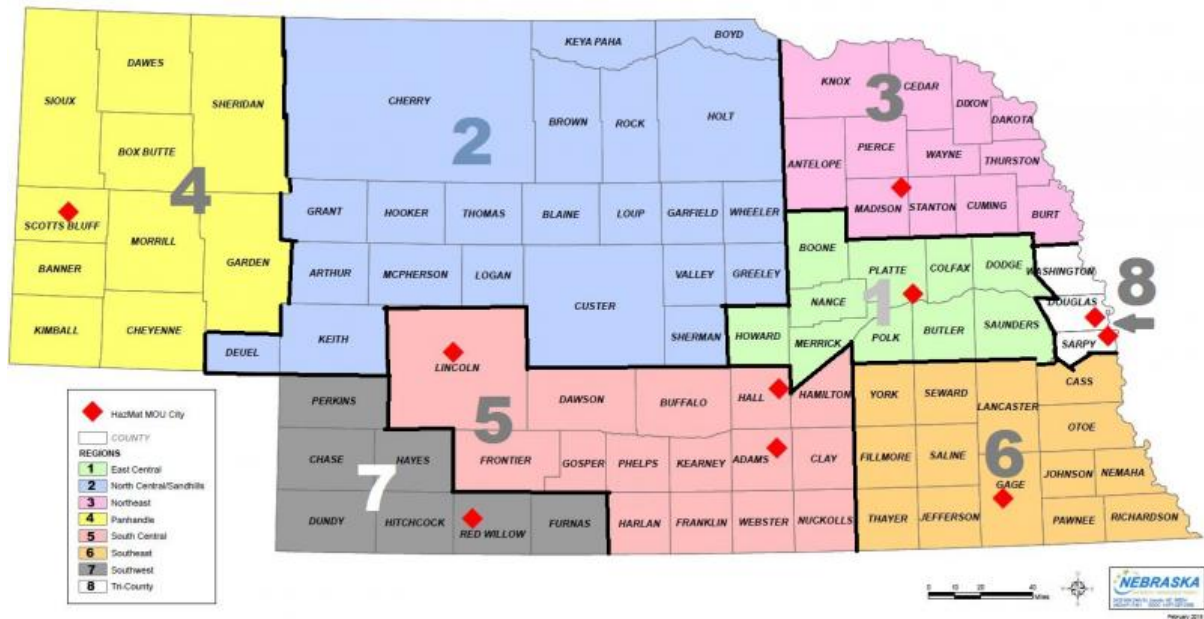 KEYA PAHA
BOYD
DAWES
SIOUX
SHERIDAN
CHERRY
BROWN
ROCK
HOLT
KNOX
3
CEDAR
DIXON
DAKOTA
2
BOX BUTTE
4
ANTELOPE
PIERCE
WAYNE
THURSTON
SCOTTS BLUFF
GRANT
HOOKER
THOMAS
BLAINE
LOUP
GARFIELD
WHEELER
MADISON
STANTON
CUMING
BURT
MORRILL
BANNER
GARDEN
ARTHUR
MCPHERSON
LOGAN
VALLEY
GREELEY
BOONE
PLATTE
COLFAX
DODGE
WASHINGTON
8
CUSTER
NANCE
1
DOUGLAS
KIMBALL
CHEYENNE
DEUEL
KEITH
SHERMAN
HOWARD
MERRICK
POLK
BUTLER
SAUNDERS
SARPY
LINCOLN
PERKINS
5
DAWSON
BUFFALO
HALL
HAMILTON
YORK
SEWARD
LANCASTER
CASS
OTOE
CHASE
HAYES
7
FRONTIER
GOSPER
PHELPS
KEARNEY
ADAMS
CLAY
FILLMORE
SALINE
6
GAGE
JOHNSON
NEMAHA
DUNDY
HITCHCOCK
RED WILLOW
FURNAS
HARLAN
FRANKLIN
WEBSTER
NUCKOLLS
THAYER
JEFFERSON
PAWNEE
RICHARDSON
HazMat MOU City
COUNTY
REGIONS
1 East Central
2 North Central/Sandhills
3 Northeast
4 Panhandle
5 South Central
6 Southeast
7 Southwest
8 Tri-County
0 20 40
Miles
NEBRASKA